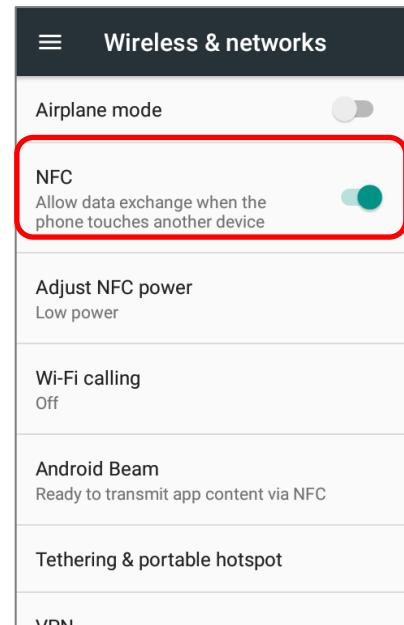 Wireless & networks
Airplane mode
NFC
Allow data exchange when the
phone touches another device
Adjust NFC power
Low power
Wi-Fi calling
Off
Android Beam
Ready to transmit app content via NFC
Tethering & portable hotspot
VPN